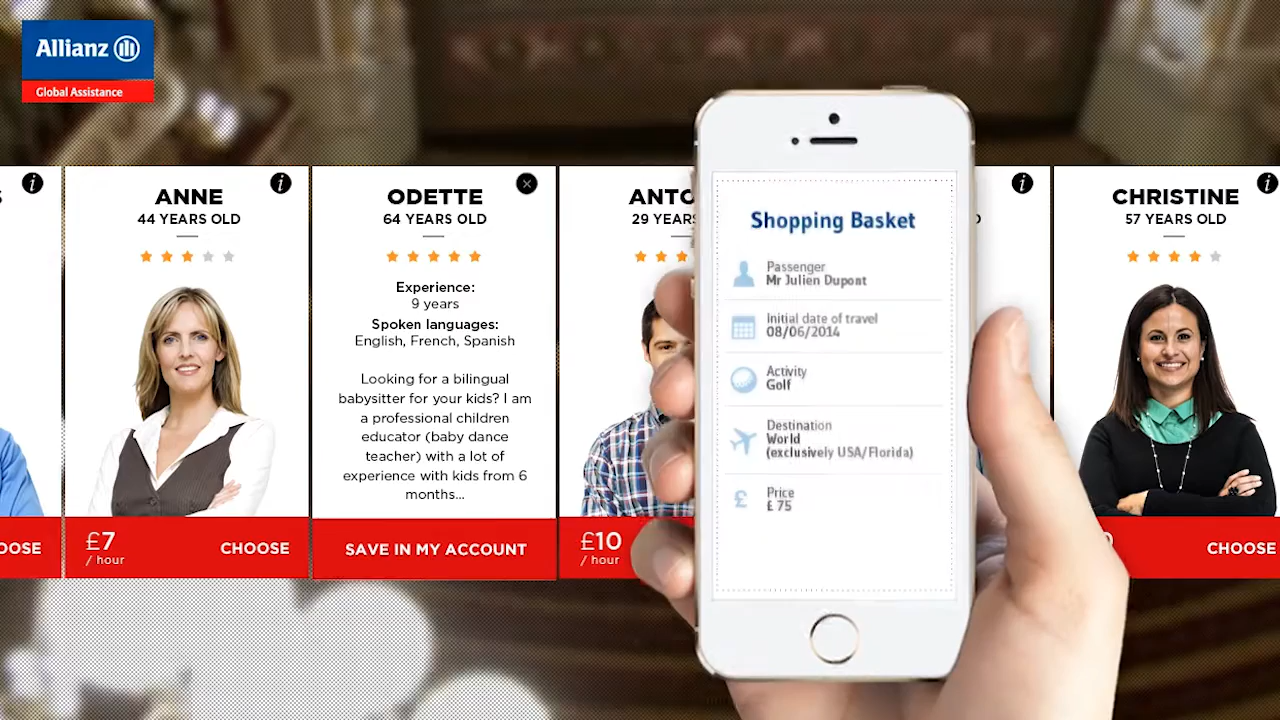 Allianz
Global Assistance
ANNE
44 YEARS OLD
£7
/ hour
CHOOSE
ODETTE
64 YEARS OLD
Experience:
9 years
Spoken languages:
English, French, Spanish
Looking for a bilingual
babysitter for your kids? I am
a professional children
educator (baby dance
teacher) with a lot of
experience with kids from 6
months...
SAVE IN MY ACCOUNT
ANTO
29 YEARS
£10
/ hour
Shopping Basket
Passenger
Mr Julien Dupont
Initial date of travel
08/06/2014
Activity
Golf
Destination
World
(exclusively USA/Florida)
Price
£ 75
CHRISTINE
57 YEARS OLD
CHOOSE